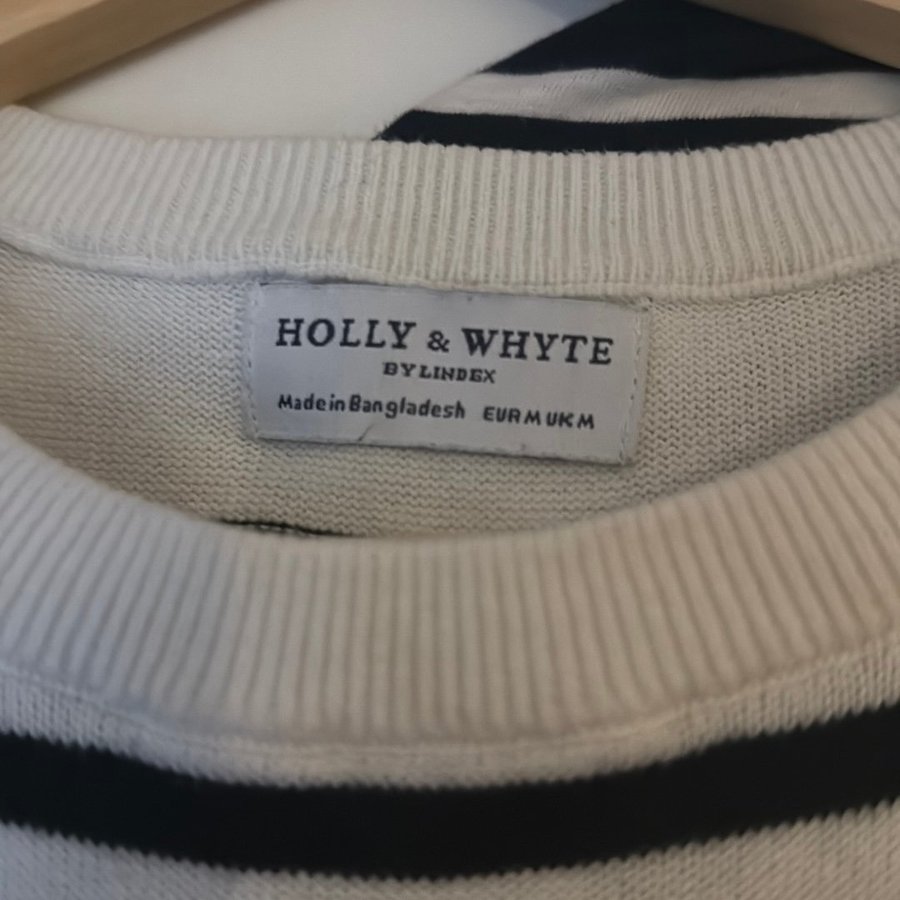 HOLLY & WHYTE
BY LINDEX
Made in Bangladesh EUR M UK M